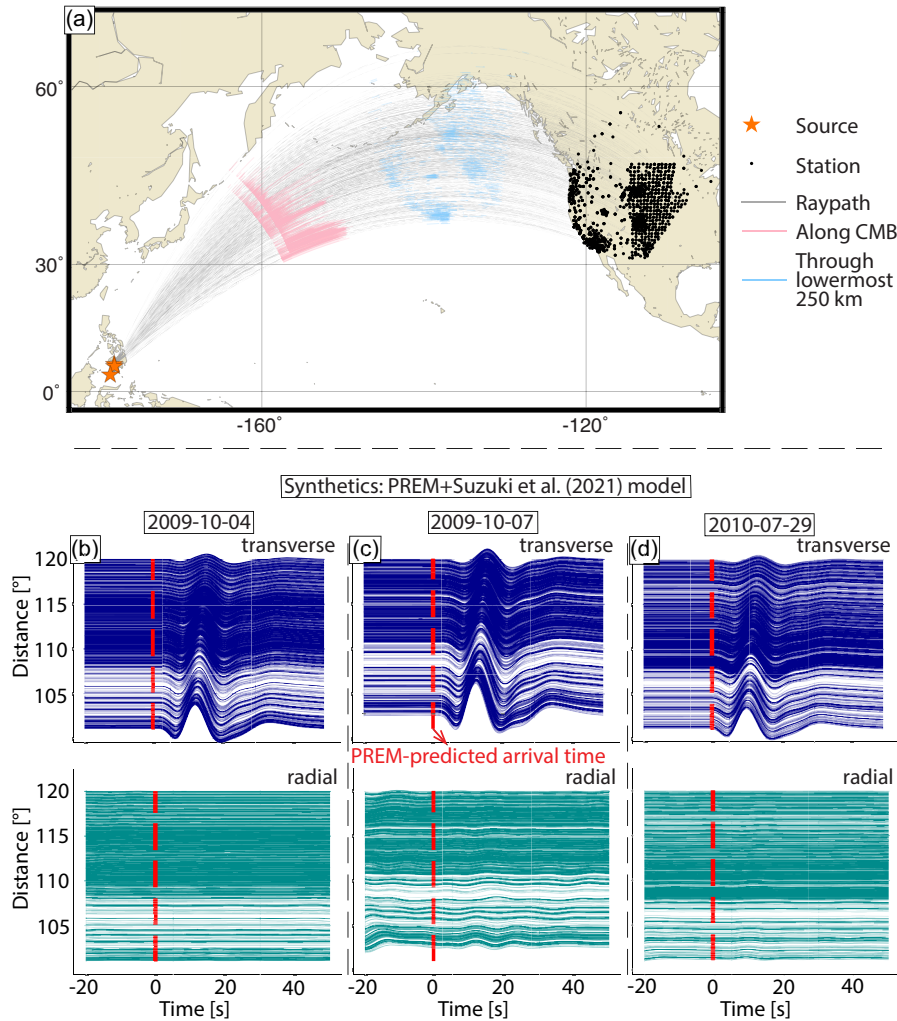 (a)
60°
30°
0°
-160°
-120°
Source
Station
Raypath
Along CMB
Through
lowermost
250 km
Synthetics: PREM+Suzuki et al. (2021) model
2009-10-04
2009-10-07
2010-07-29
(b)
transverse
(c)
transverse
(d)
transverse
120
115
110
105
Distance [°]
PREM-predicted arrival time
radial
radial
radial
120
115
110
105
Distance [°]
-20 0 20 40
-20 0 20 40
-20 0 20 40
Time [s]
Time [s]
Time [s]